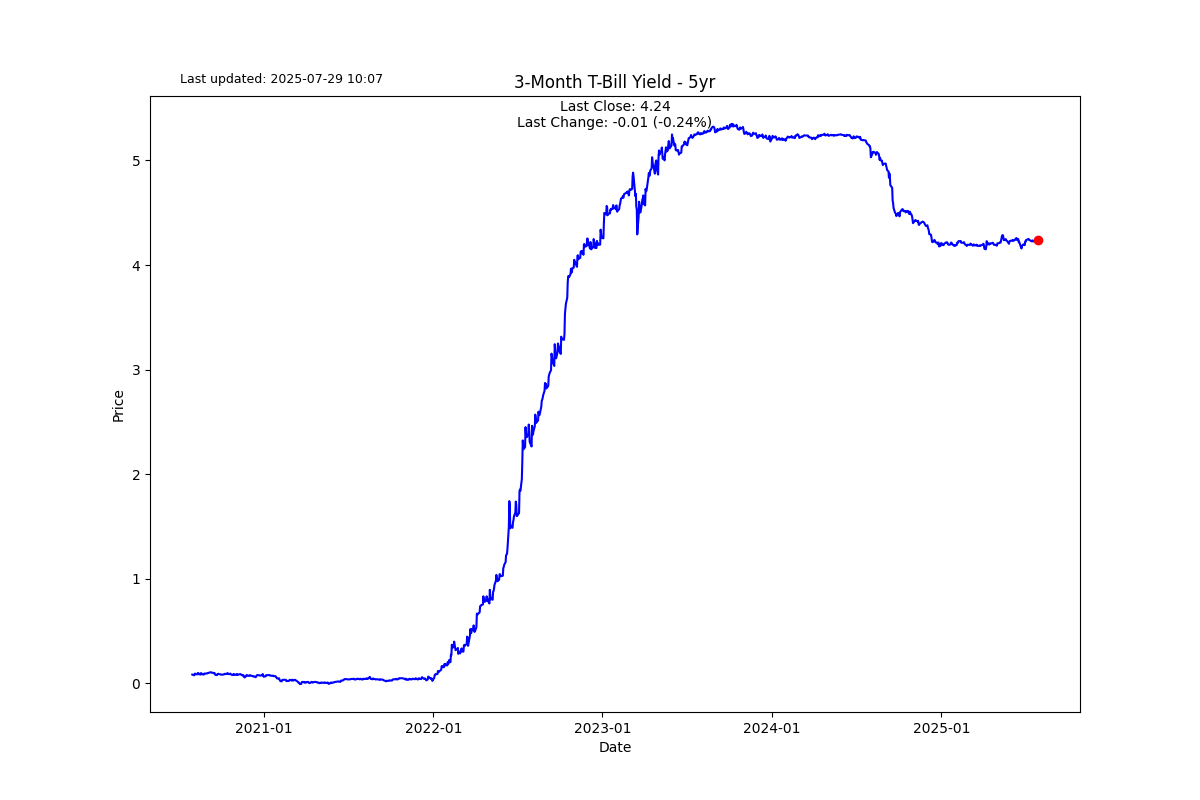 Last updated: 2025-07-29 10:07
3-Month T-Bill Yield - 5yr
Last Close: 4.24
Last Change: -0.01 (-0.24%)
5
4
3
2
1
0
Price
2021-01
2022-01
2023-01
2024-01
2025-01
Date